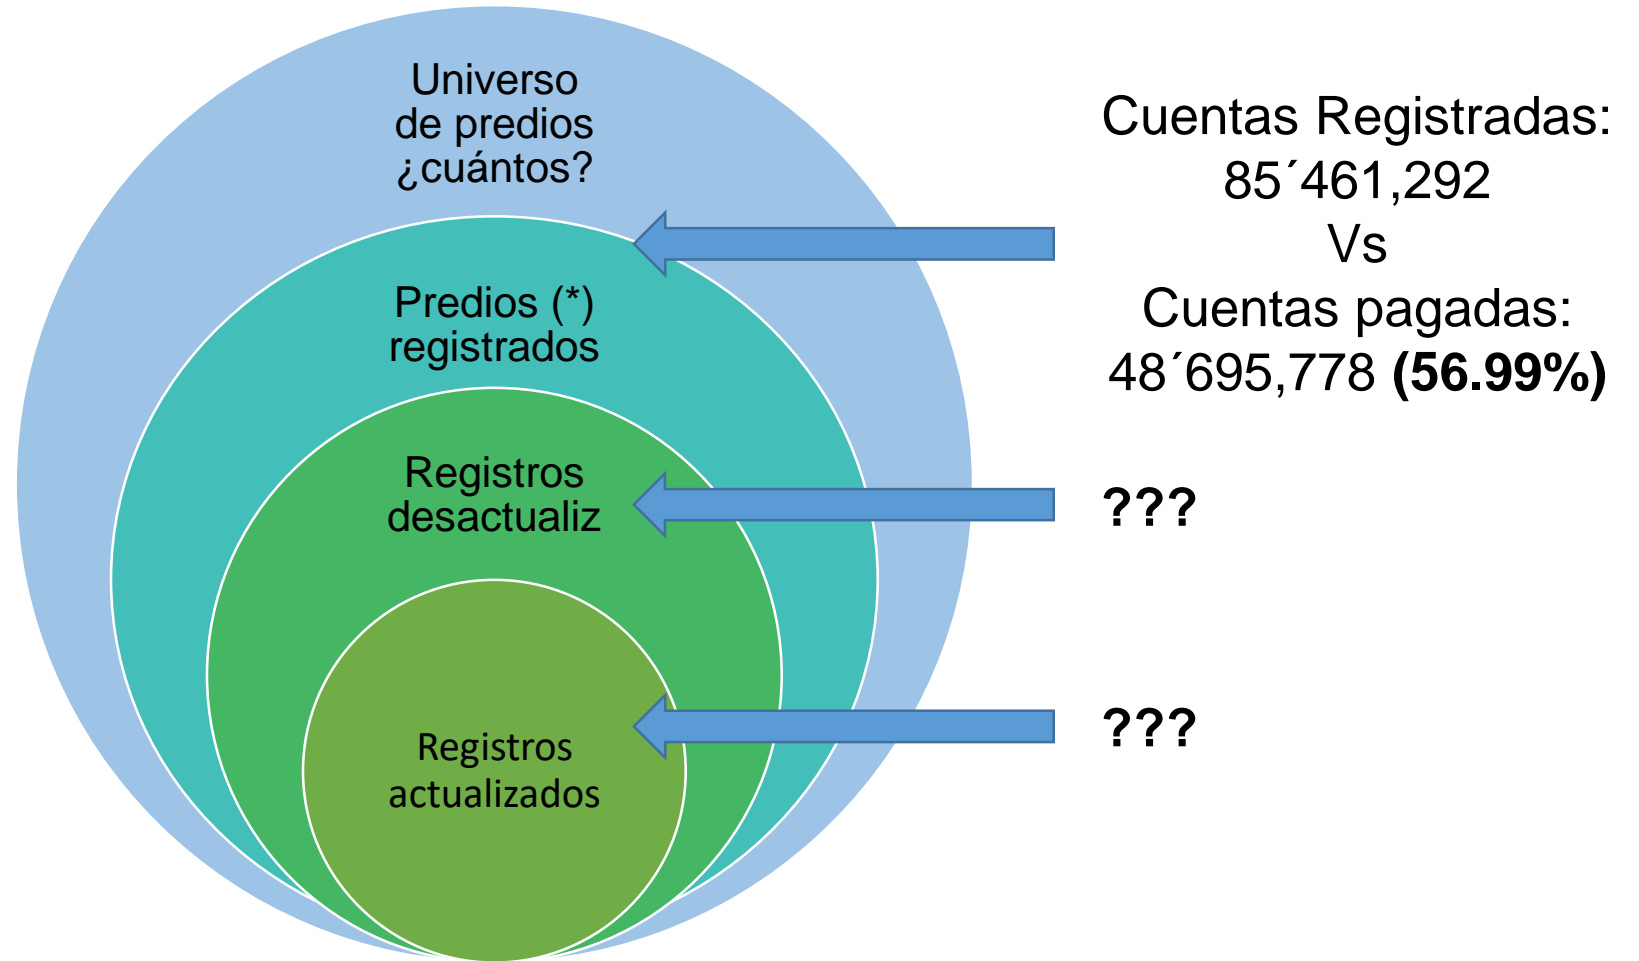 Universo
de predios
¿cuántos?
Predios (*)
registrados
Registros
desactualiz
Registros
actualizados
Cuentas Registradas:
85´461,292
Vs
Cuentas pagadas:
48´695,778 (56.99%)
???
???